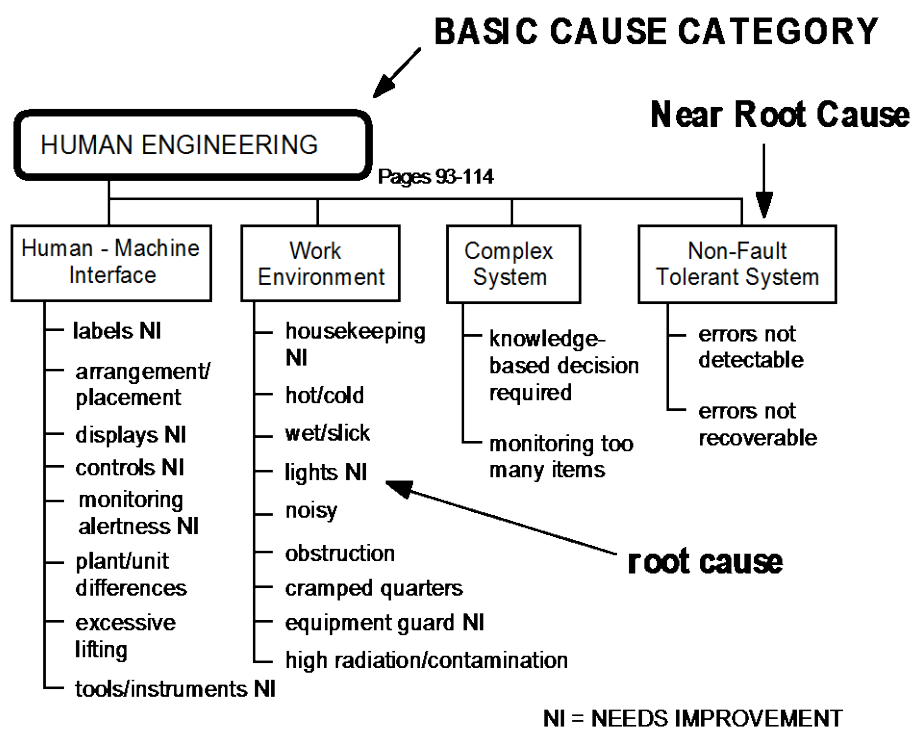 BASIC CAUSE CATEGORY
Near Root Cause
HUMAN ENGINEERING
Pages 93-114
Human - Machine
Interface
labels NI
arrangement/
placement
displays NI
controls NI
monitoring
alertness NI
plant/unit
differences
excessive
lifting
tools/instruments NI
Work
Environment
housekeeping
NI
hot/cold
wet/slick
lights NI
noisy
obstruction
cramped quarters
equipment guard NI
high radiation/contamination
Complex
System
knowledge-
based decision
required
monitoring too
many items
Non-Fault
Tolerant System
errors not
detectable
errors not
recoverable
root cause
NI = NEEDS IMPROVEMENT